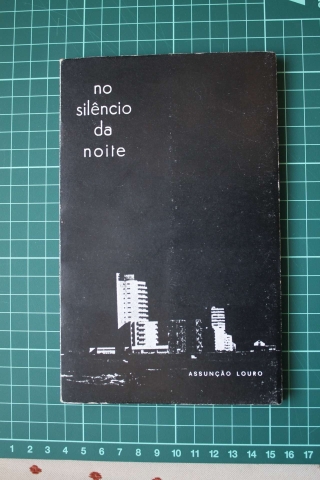 no
silêncio
da
noite
ASSUNÇÃO LOURO
1 2 3 4 5 6 7 8 9 10 11 12 13 14 15 16 17